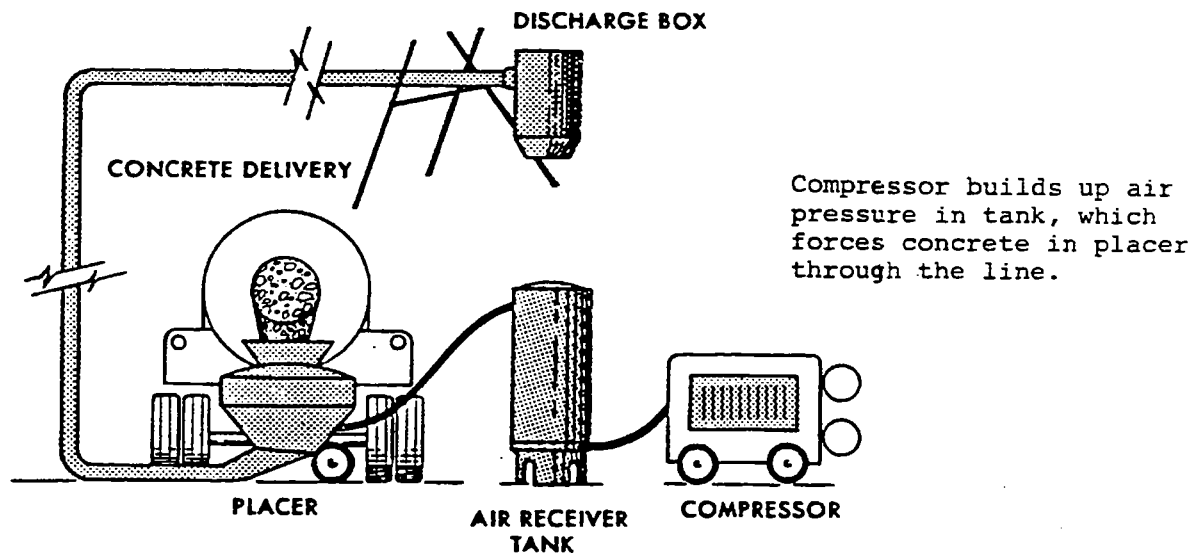 DISCHARGE BOX
CONCRETE DELIVERY
Compressor builds up air
pressure in tank, which
forces concrete in placer
through the line.
PLACER
AIR RECEIVER
TANK
COMPRESSOR